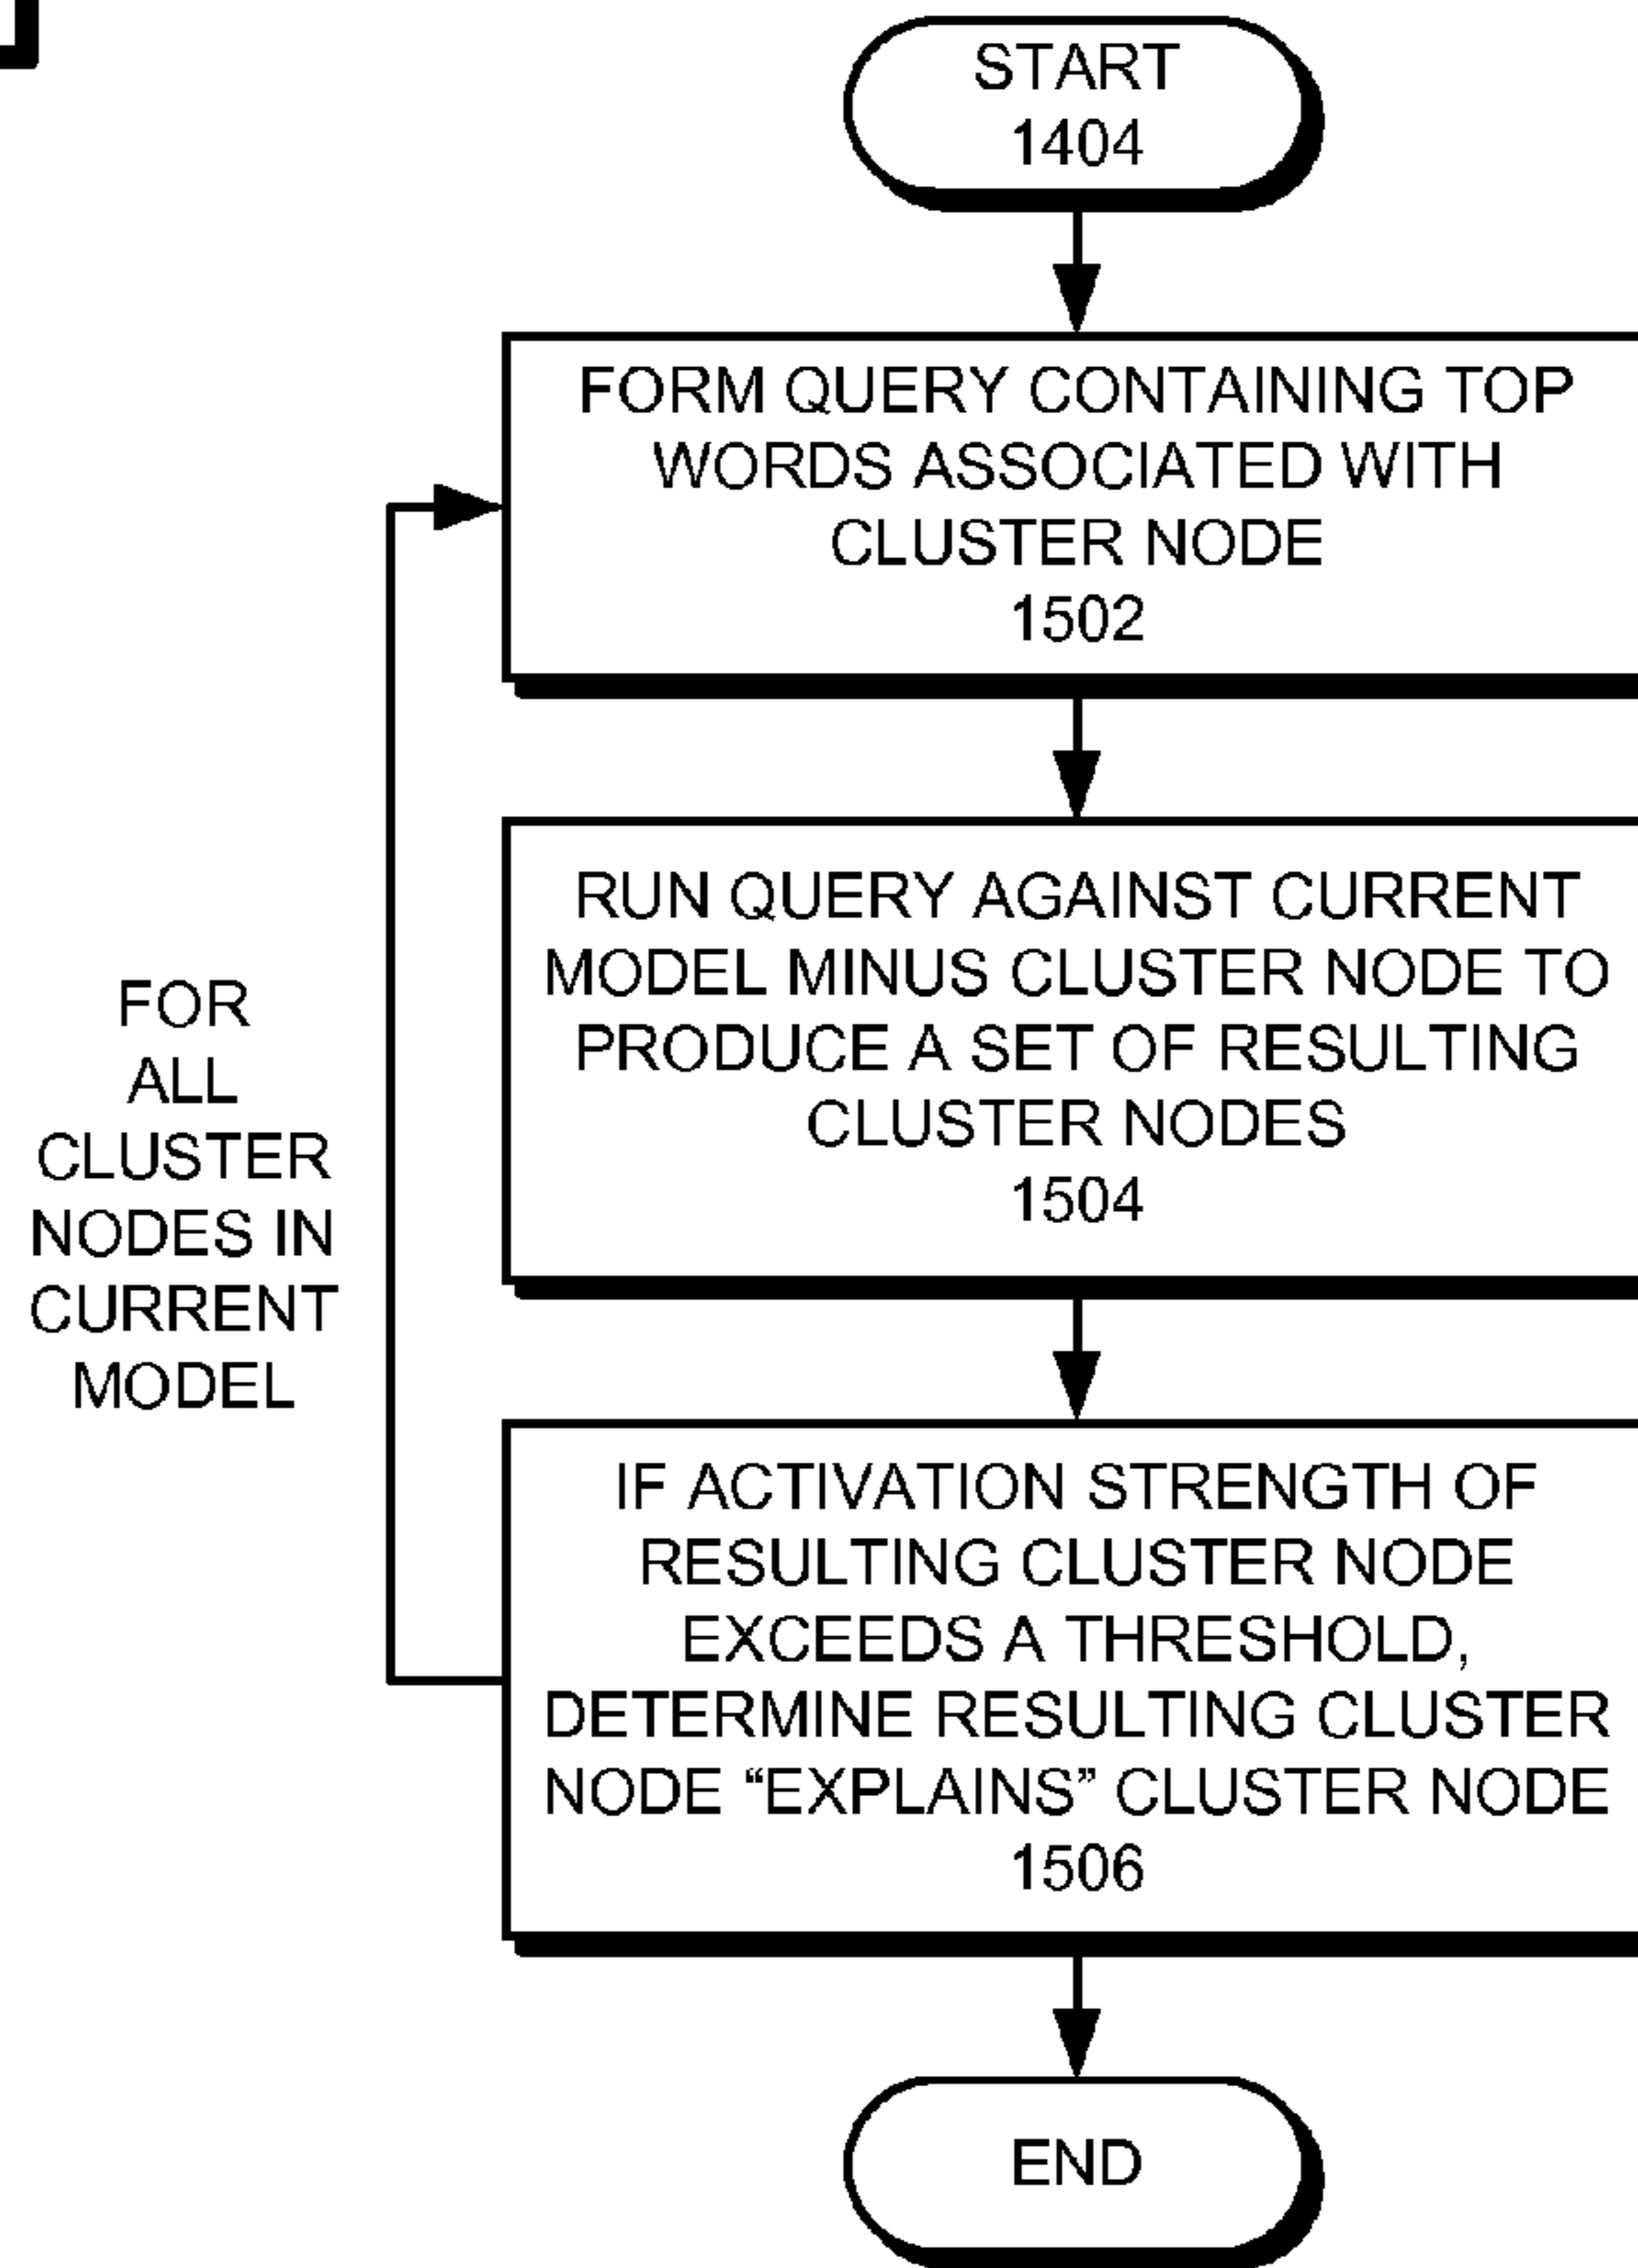 START
1404
FORM QUERY CONTAINING TOP
WORDS ASSOCIATED WITH
CLUSTER NODE
1502
RUN QUERY AGAINST CURRENT
MODEL MINUS CLUSTER NODE TO
PRODUCE A SET OF RESULTING
CLUSTER NODES
1504
FOR
ALL
CLUSTER
NODES IN
CURRENT
MODEL
IF ACTIVATION STRENGTH OF
RESULTING CLUSTER NODE
EXCEEDS A THRESHOLD,
DETERMINE RESULTING CLUSTER
NODE “EXPLAINS” CLUSTER NODE
1506
END